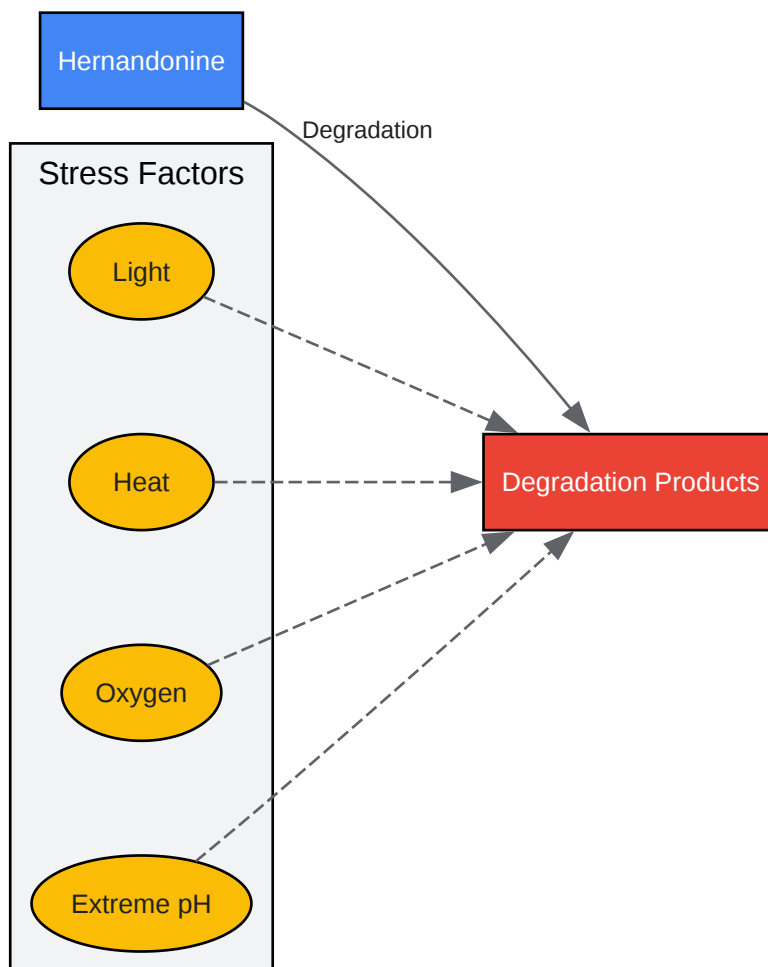 Hernandonine
Degradation
Stress Factors
Light
Heat
Degradation Products
Oxygen
Extreme pH